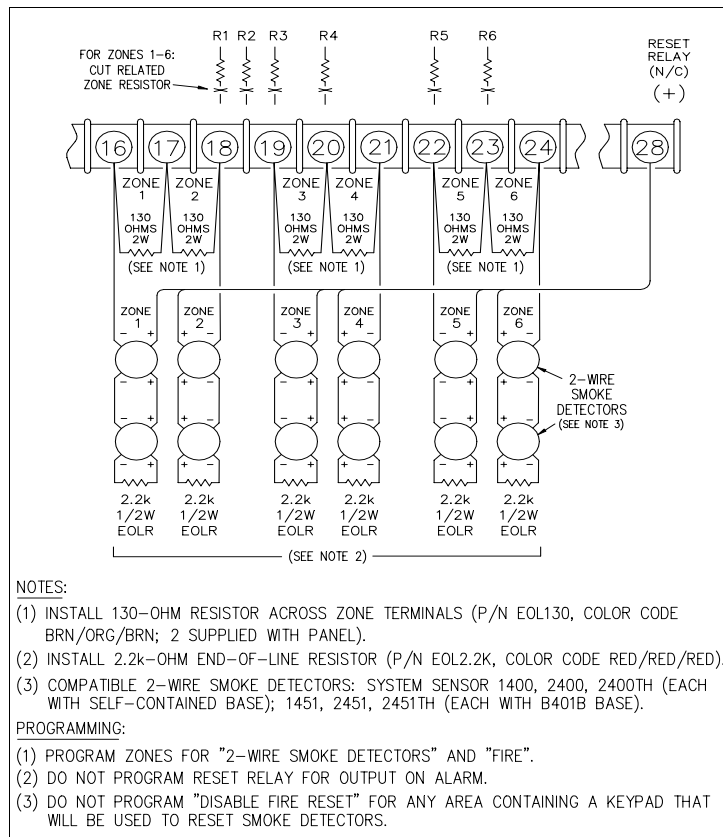 R1 R2 R3 R4 R5 R6
FOR ZONES 1-6:
CUT RELATED
ZONE RESISTOR
RESET
RELAY
(N/C)
(+)
16 17 18 19 20 21 22 23 24 28
ZONE ZONE ZONE ZONE ZONE ZONE
1 2 3 4 5 6
130 130 130 130 130 130
OHMS OHMS OHMS OHMS OHMS OHMS
2W 2W 2W 2W 2W 2W
(SEE NOTE 1) (SEE NOTE 1) (SEE NOTE 1)
ZONE ZONE ZONE ZONE ZONE ZONE
1 2 3 4 5 6
- + + - - + + - - + + -
- + + - - + + - - + + -
2-WIRE
SMOKE
DETECTORS
(SEE NOTE 3)
- + + - - + + - - + + -
- + + - - + + - - + + -
2.2k 2.2k 2.2k 2.2k 2.2k 2.2k
1/2W 1/2W 1/2W 1/2W 1/2W 1/2W
EOLR EOLR EOLR EOLR EOLR EOLR
(SEE NOTE 2)
NOTES:
(1) INSTALL 130-OHM RESISTOR ACROSS ZONE TERMINALS (P/N EOL130, COLOR CODE
BRN/ORG/BRN; 2 SUPPLIED WITH PANEL).
(2) INSTALL 2.2k-OHM END-OF-LINE RESISTOR (P/N EOL2.2K, COLOR CODE RED/RED/RED).
(3) COMPATIBLE 2-WIRE SMOKE DETECTORS: SYSTEM SENSOR 1400, 2400, 2400TH (EACH
WITH SELF-CONTAINED BASE); 1451, 2451, 2451TH (EACH WITH B401B BASE).
PROGRAMMING:
(1) PROGRAM ZONES FOR "2-WIRE SMOKE DETECTORS" AND "FIRE".
(2) DO NOT PROGRAM RESET RELAY FOR OUTPUT ON ALARM.
(3) DO NOT PROGRAM "DISABLE FIRE RESET" FOR ANY AREA CONTAINING A KEYPAD THAT
WILL BE USED TO RESET SMOKE DETECTORS.